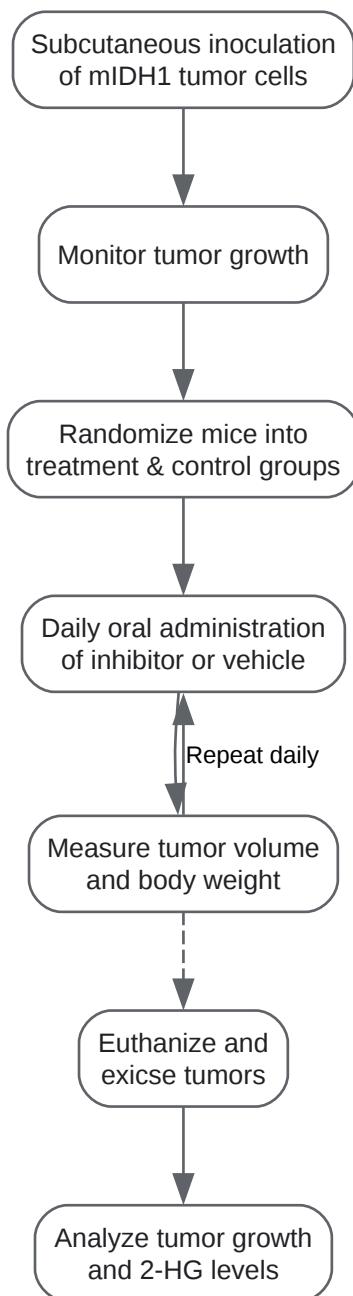 Subcutaneous inoculation
of mIDH1 tumor cells
Monitor tumor growth
Randomize mice into
treatment & control groups
Daily oral administration
of inhibitor or vehicle
Repeat daily
Measure tumor volume
and body weight
Euthanize and
exicse tumors
Analyze tumor growth
and 2-HG levels